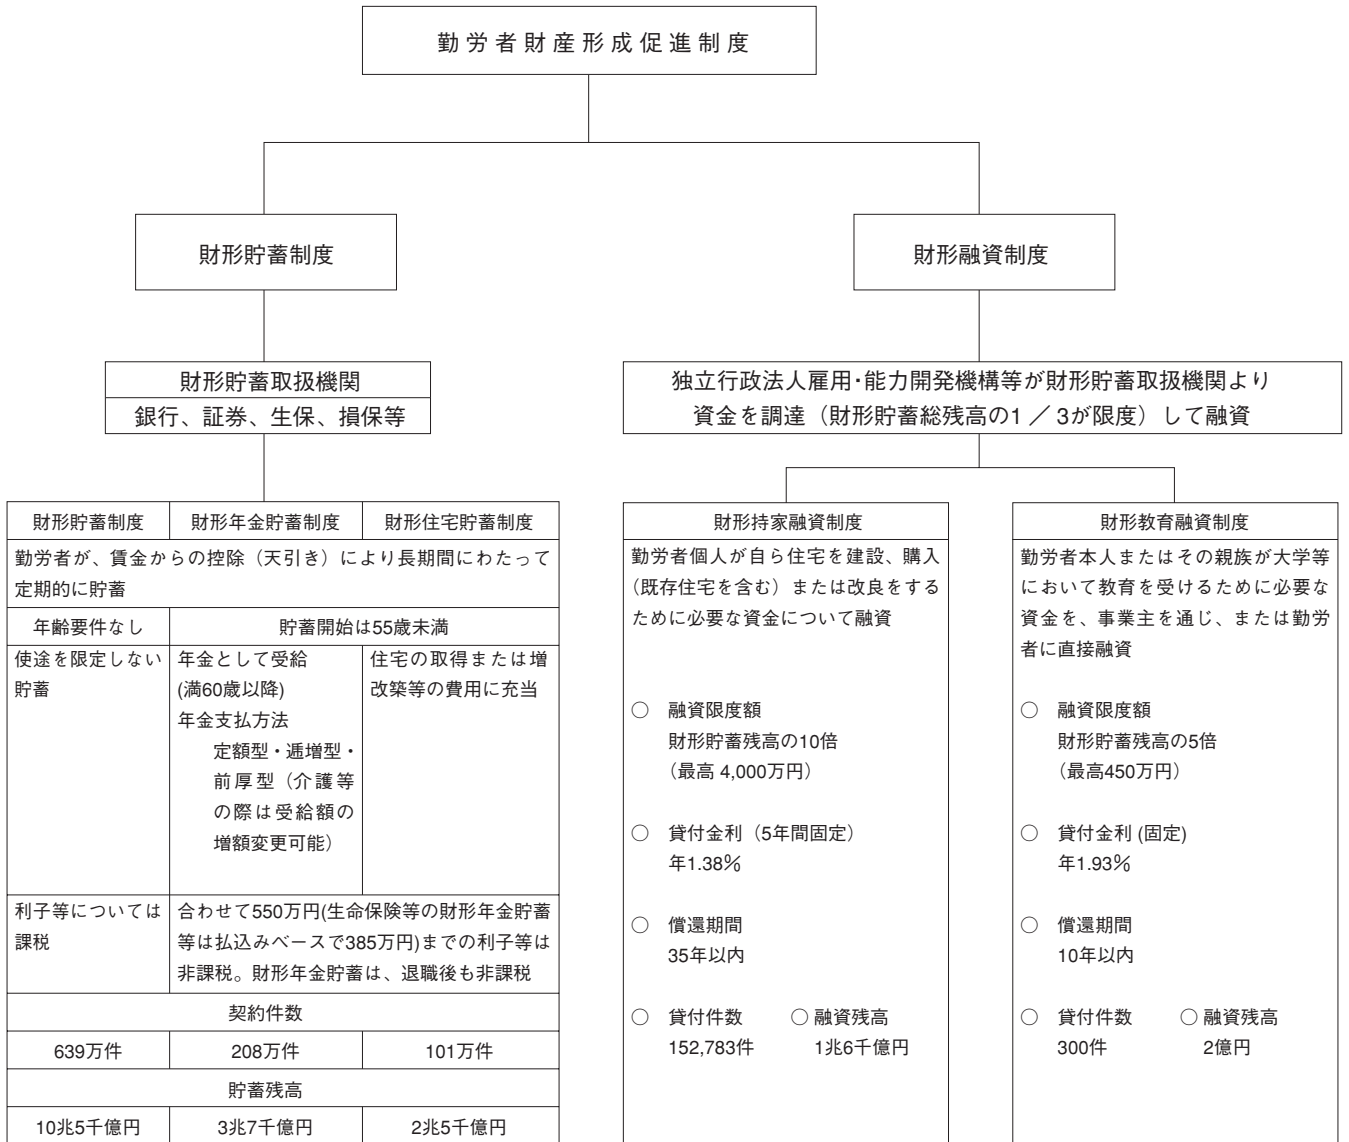 勤労者財産形成促進制度
財形貯蓄制度
財形融資制度
財形貯蓄取扱機関
銀行、証券、生保、損保等
独立行政法人雇用・能力開発機構等が財形貯蓄取扱機関より
資金を調達（財形貯蓄総残高の1／3が限度）して融資
財形貯蓄制度 財形年金貯蓄制度 財形住宅貯蓄制度
勤労者が、賃金からの控除（天引き）により長期間にわたって
定期的に貯蓄
年齢要件なし 貯蓄開始は55歳未満
使途を限定しない
貯蓄
年金として受給
(満60歳以降)
年金支払方法
定額型・逓増型・
前厚型（介護等
の際は受給額の
増額変更可能）
住宅の取得または増
改築等の費用に充当
利子等については
課税
合わせて550万円(生命保険等の財形年金貯蓄
等は払込みベースで385万円)までの利子等は
非課税。財形年金貯蓄は、退職後も非課税
契約件数
639万件 208万件 101万件
貯蓄残高
10兆5千億円 3兆7千億円 2兆5千億円
財形持家融資制度
勤労者個人が自ら住宅を建設、購入
（既存住宅を含む）または改良をする
ために必要な資金について融資
○ 融資限度額
財形貯蓄残高の10倍
（最高 4,000万円）
○ 貸付金利（5年間固定）
年1.38％
○ 償還期間
35年以内
○ 貸付件数 ○ 融資残高
152,783件 1兆6千億円
財形教育融資制度
勤労者本人またはその親族が大学等
において教育を受けるために必要な
資金を、事業主を通じ、または勤労
者に直接融資
○ 融資限度額
財形貯蓄残高の5倍
（最高450万円）
○ 貸付金利 (固定)
年1.93％
○ 償還期間
10年以内
○ 貸付件数 ○ 融資残高
300件 2億円